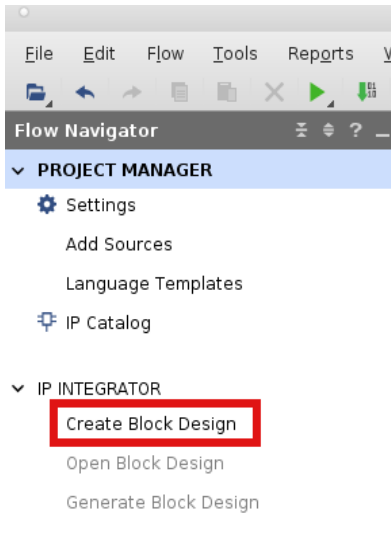 File Edit Flow Tools Reports
Flow Navigator ?
PROJECT MANAGER
Settings
Add Sources
Language Templates
IP Catalog
IP INTEGRATOR
Create Block Design
Open Block Design
Generate Block Design